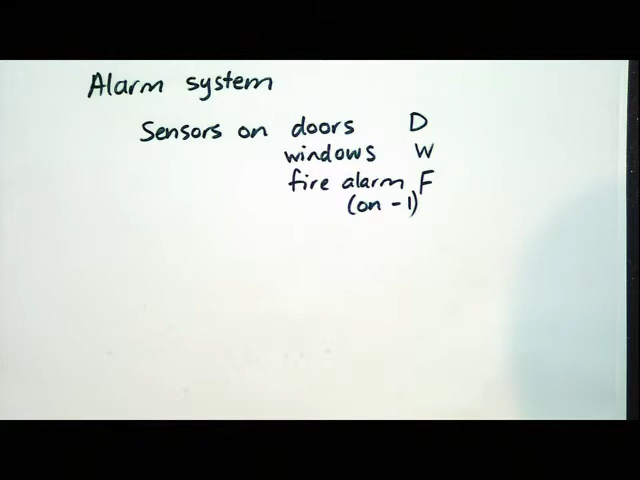 Alarm system
Sensors on doors D
windows W
fire alarm F
(on - 1)